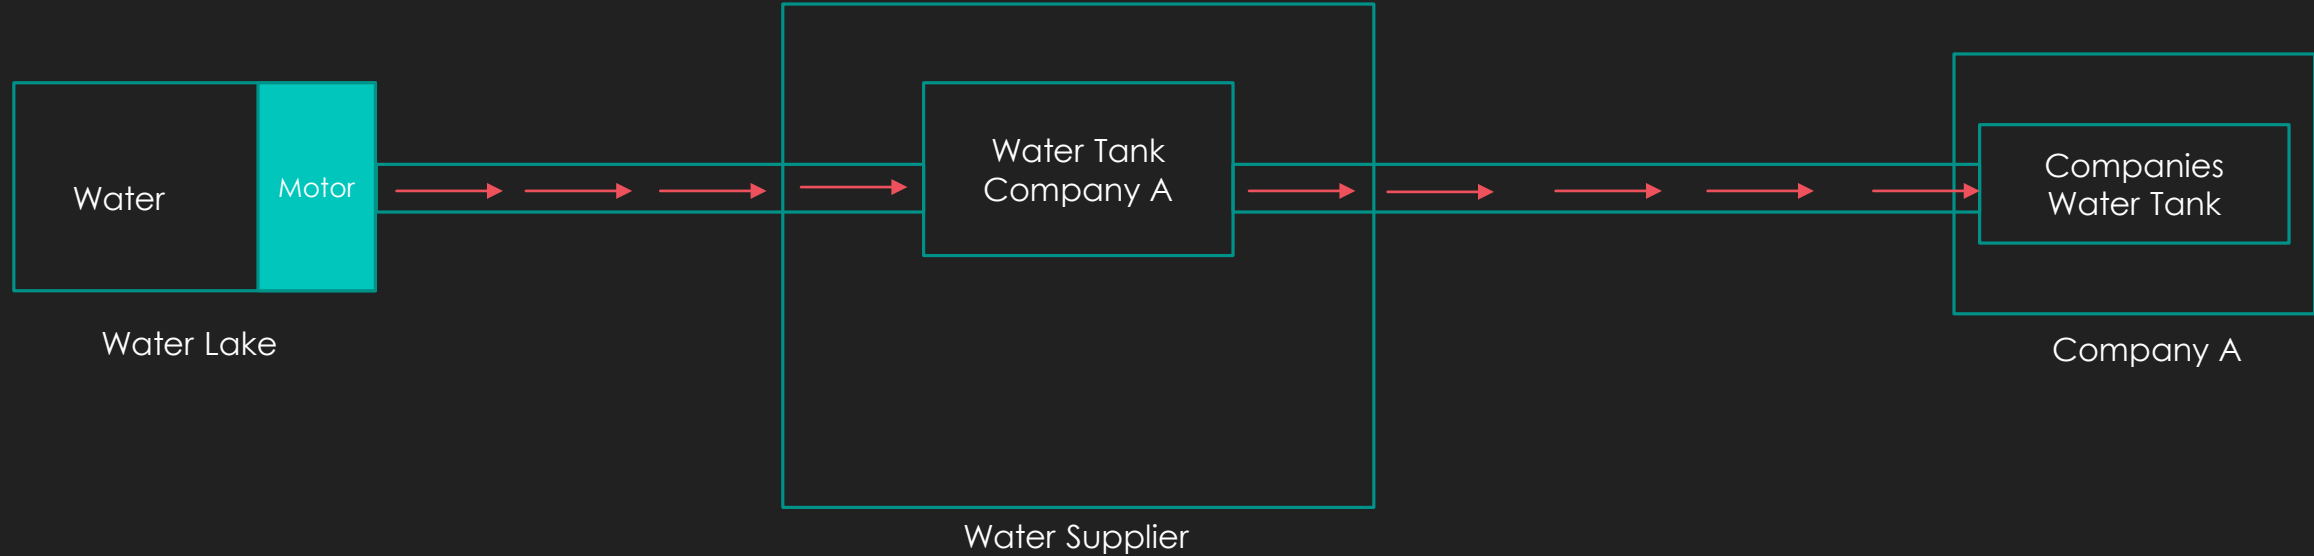 Water
Motor
Water Lake
Water Tank
Company A
Water Supplier
Companies
Water Tank
Company A